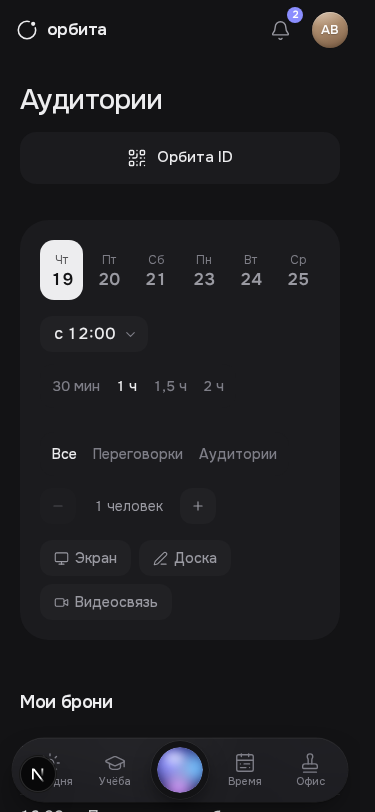 орбита
2
АВ
Аудитории
Орбита ID
Чт Пт Сб Пн Вт Ср
19 20 21 23 24 25
с 12:00
30 мин 1 ч 1,5 ч 2 ч
Все Переговорки Аудитории
− 1 человек +
Экран Доска
Видеосвязь
Мои брони
N
Учёба Время Офис